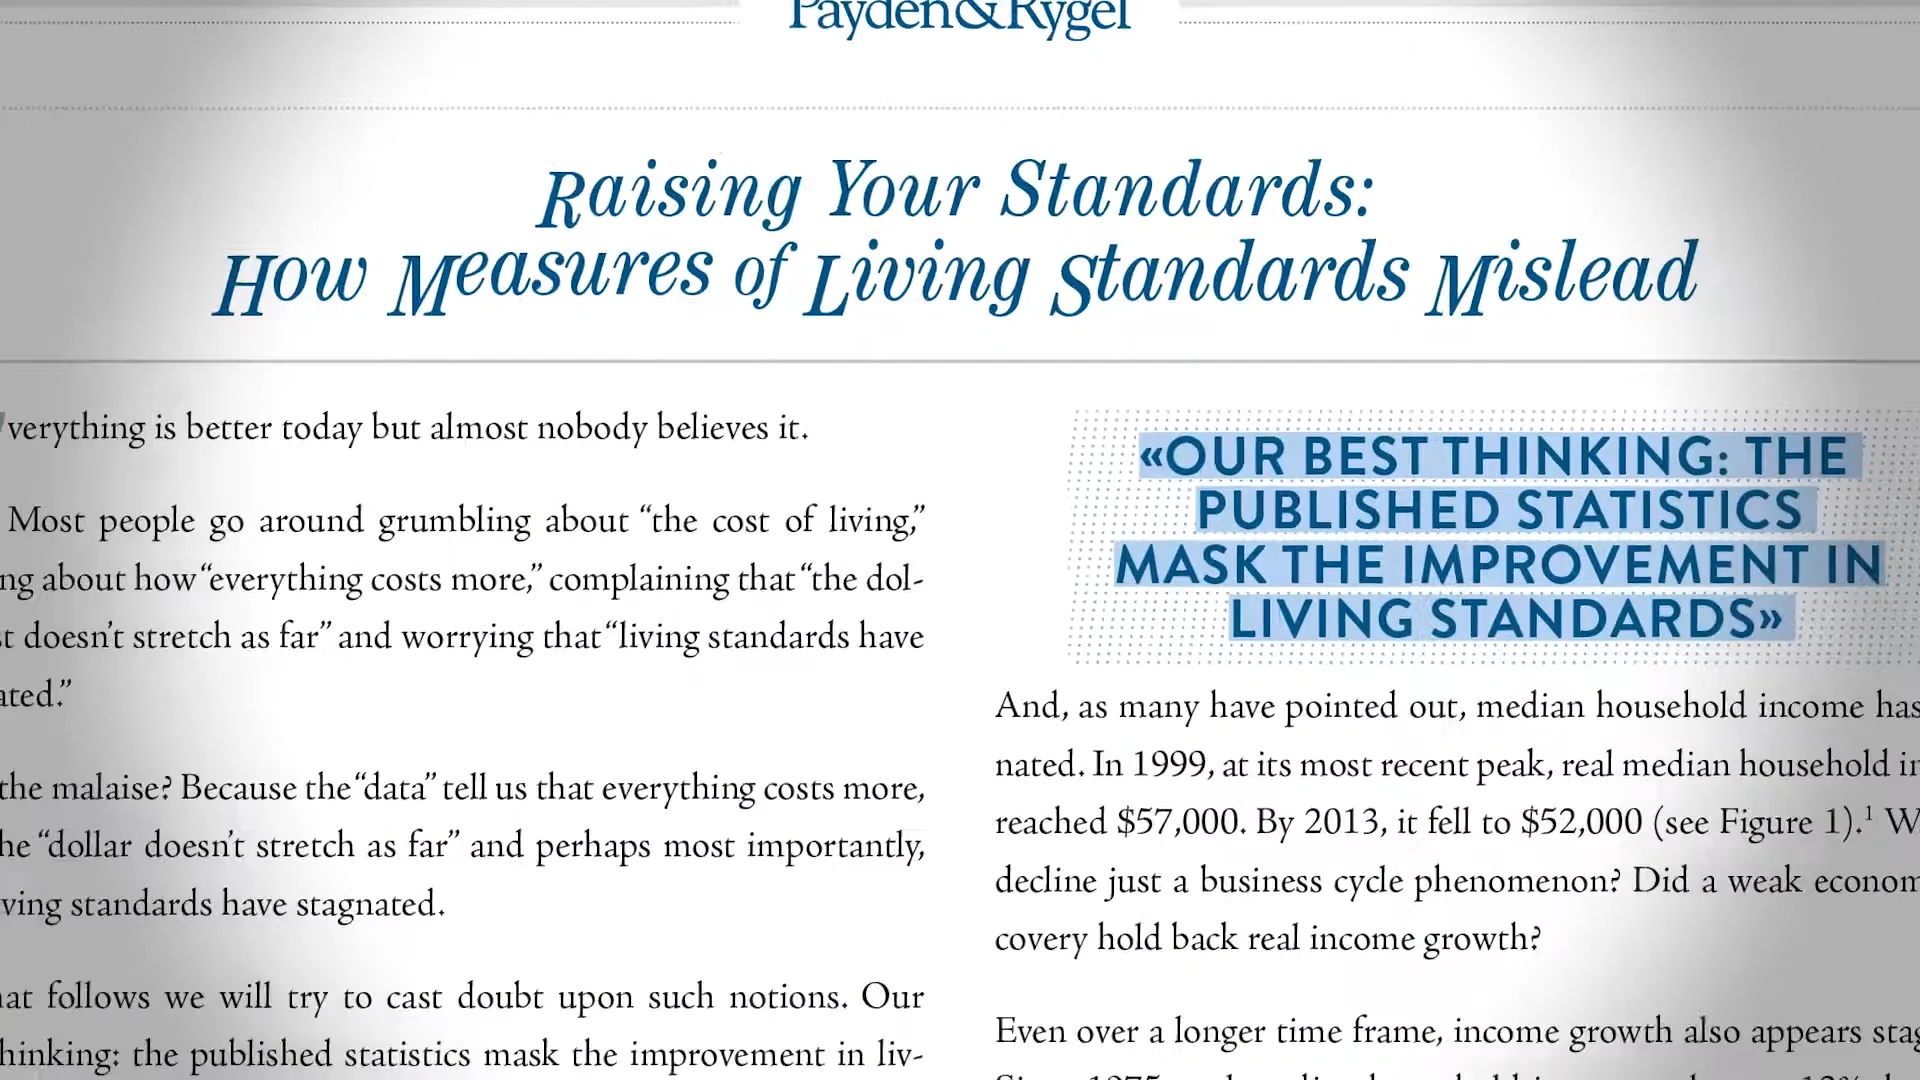 Payden&Rygel
Raising Your Standards:
How Measures of Living Standards Mislead
verything is better today but almost nobody believes it.
Most people go around grumbling about “the cost of living,”
ng about how “everything costs more,” complaining that “the dol-
st doesn’t stretch as far” and worrying that “living standards have
ated.”
the malaise? Because the “data” tell us that everything costs more,
he “dollar doesn’t stretch as far” and perhaps most importantly,
ving standards have stagnated.
hat follows we will try to cast doubt upon such notions. Our
hinking: the published statistics mask the improvement in liv-
«OUR BEST THINKING: THE
PUBLISHED STATISTICS
MASK THE IMPROVEMENT IN
LIVING STANDARDS»
And, as many have pointed out, median household income has
nated. In 1999, at its most recent peak, real median household in
reached $57,000. By 2013, it fell to $52,000 (see Figure 1).¹ W
decline just a business cycle phenomenon? Did a weak econom
covery hold back real income growth?
Even over a longer time frame, income growth also appears stag